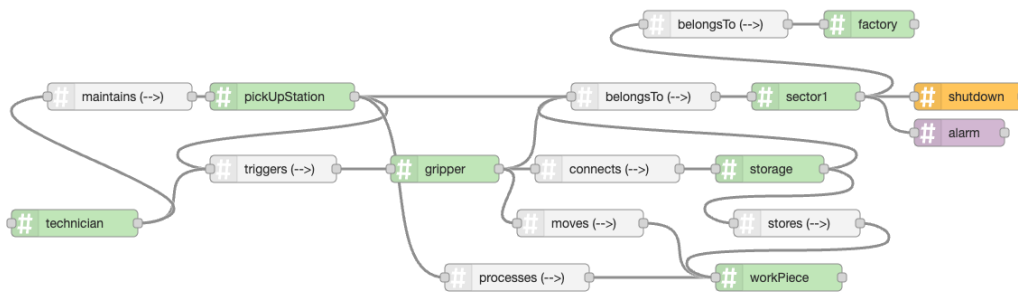 belongsTo (-->)
factory
maintains (-->)
pickUpStation
belongsTo (-->)
sector1
shutdown
alarm
triggers (-->)
gripper
connects (-->)
storage
technician
moves (-->)
stores (-->)
processes (-->)
workPiece